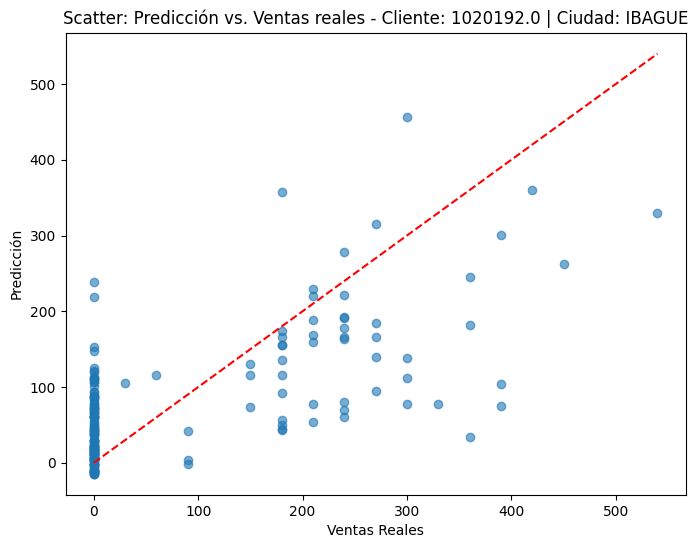 Scatter: Predicción vs. Ventas reales - Cliente: 1020192.0 | Ciudad: IBAGUE
500
400
300
200
100
0
Predicción
0 100 200 300 400 500
Ventas Reales